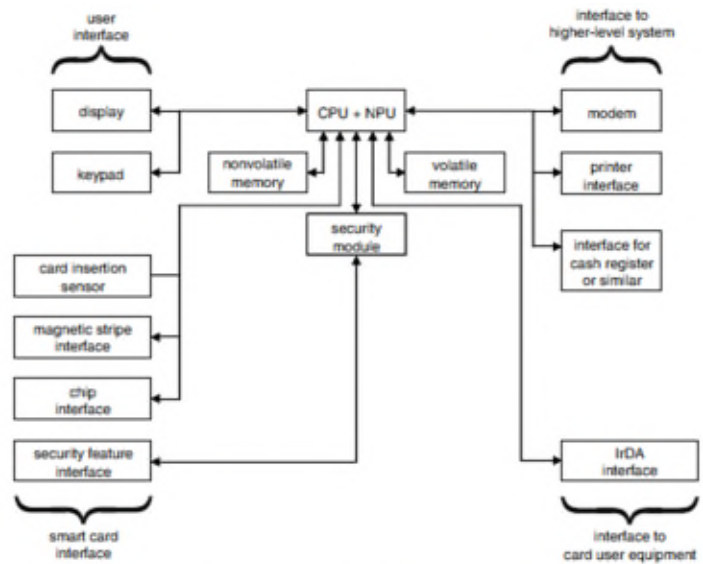 user
interface
interface to
higher-level system
display
CPU + NPU
modem
keypad
nonvolatile
memory
volatile
memory
printer
interface
security
module
interface for
cash register
or similar
card insertion
sensor
magnetic stripe
interface
chip
interface
security feature
interface
IrDA
interface
smart card
interface
interface to
card user equipment